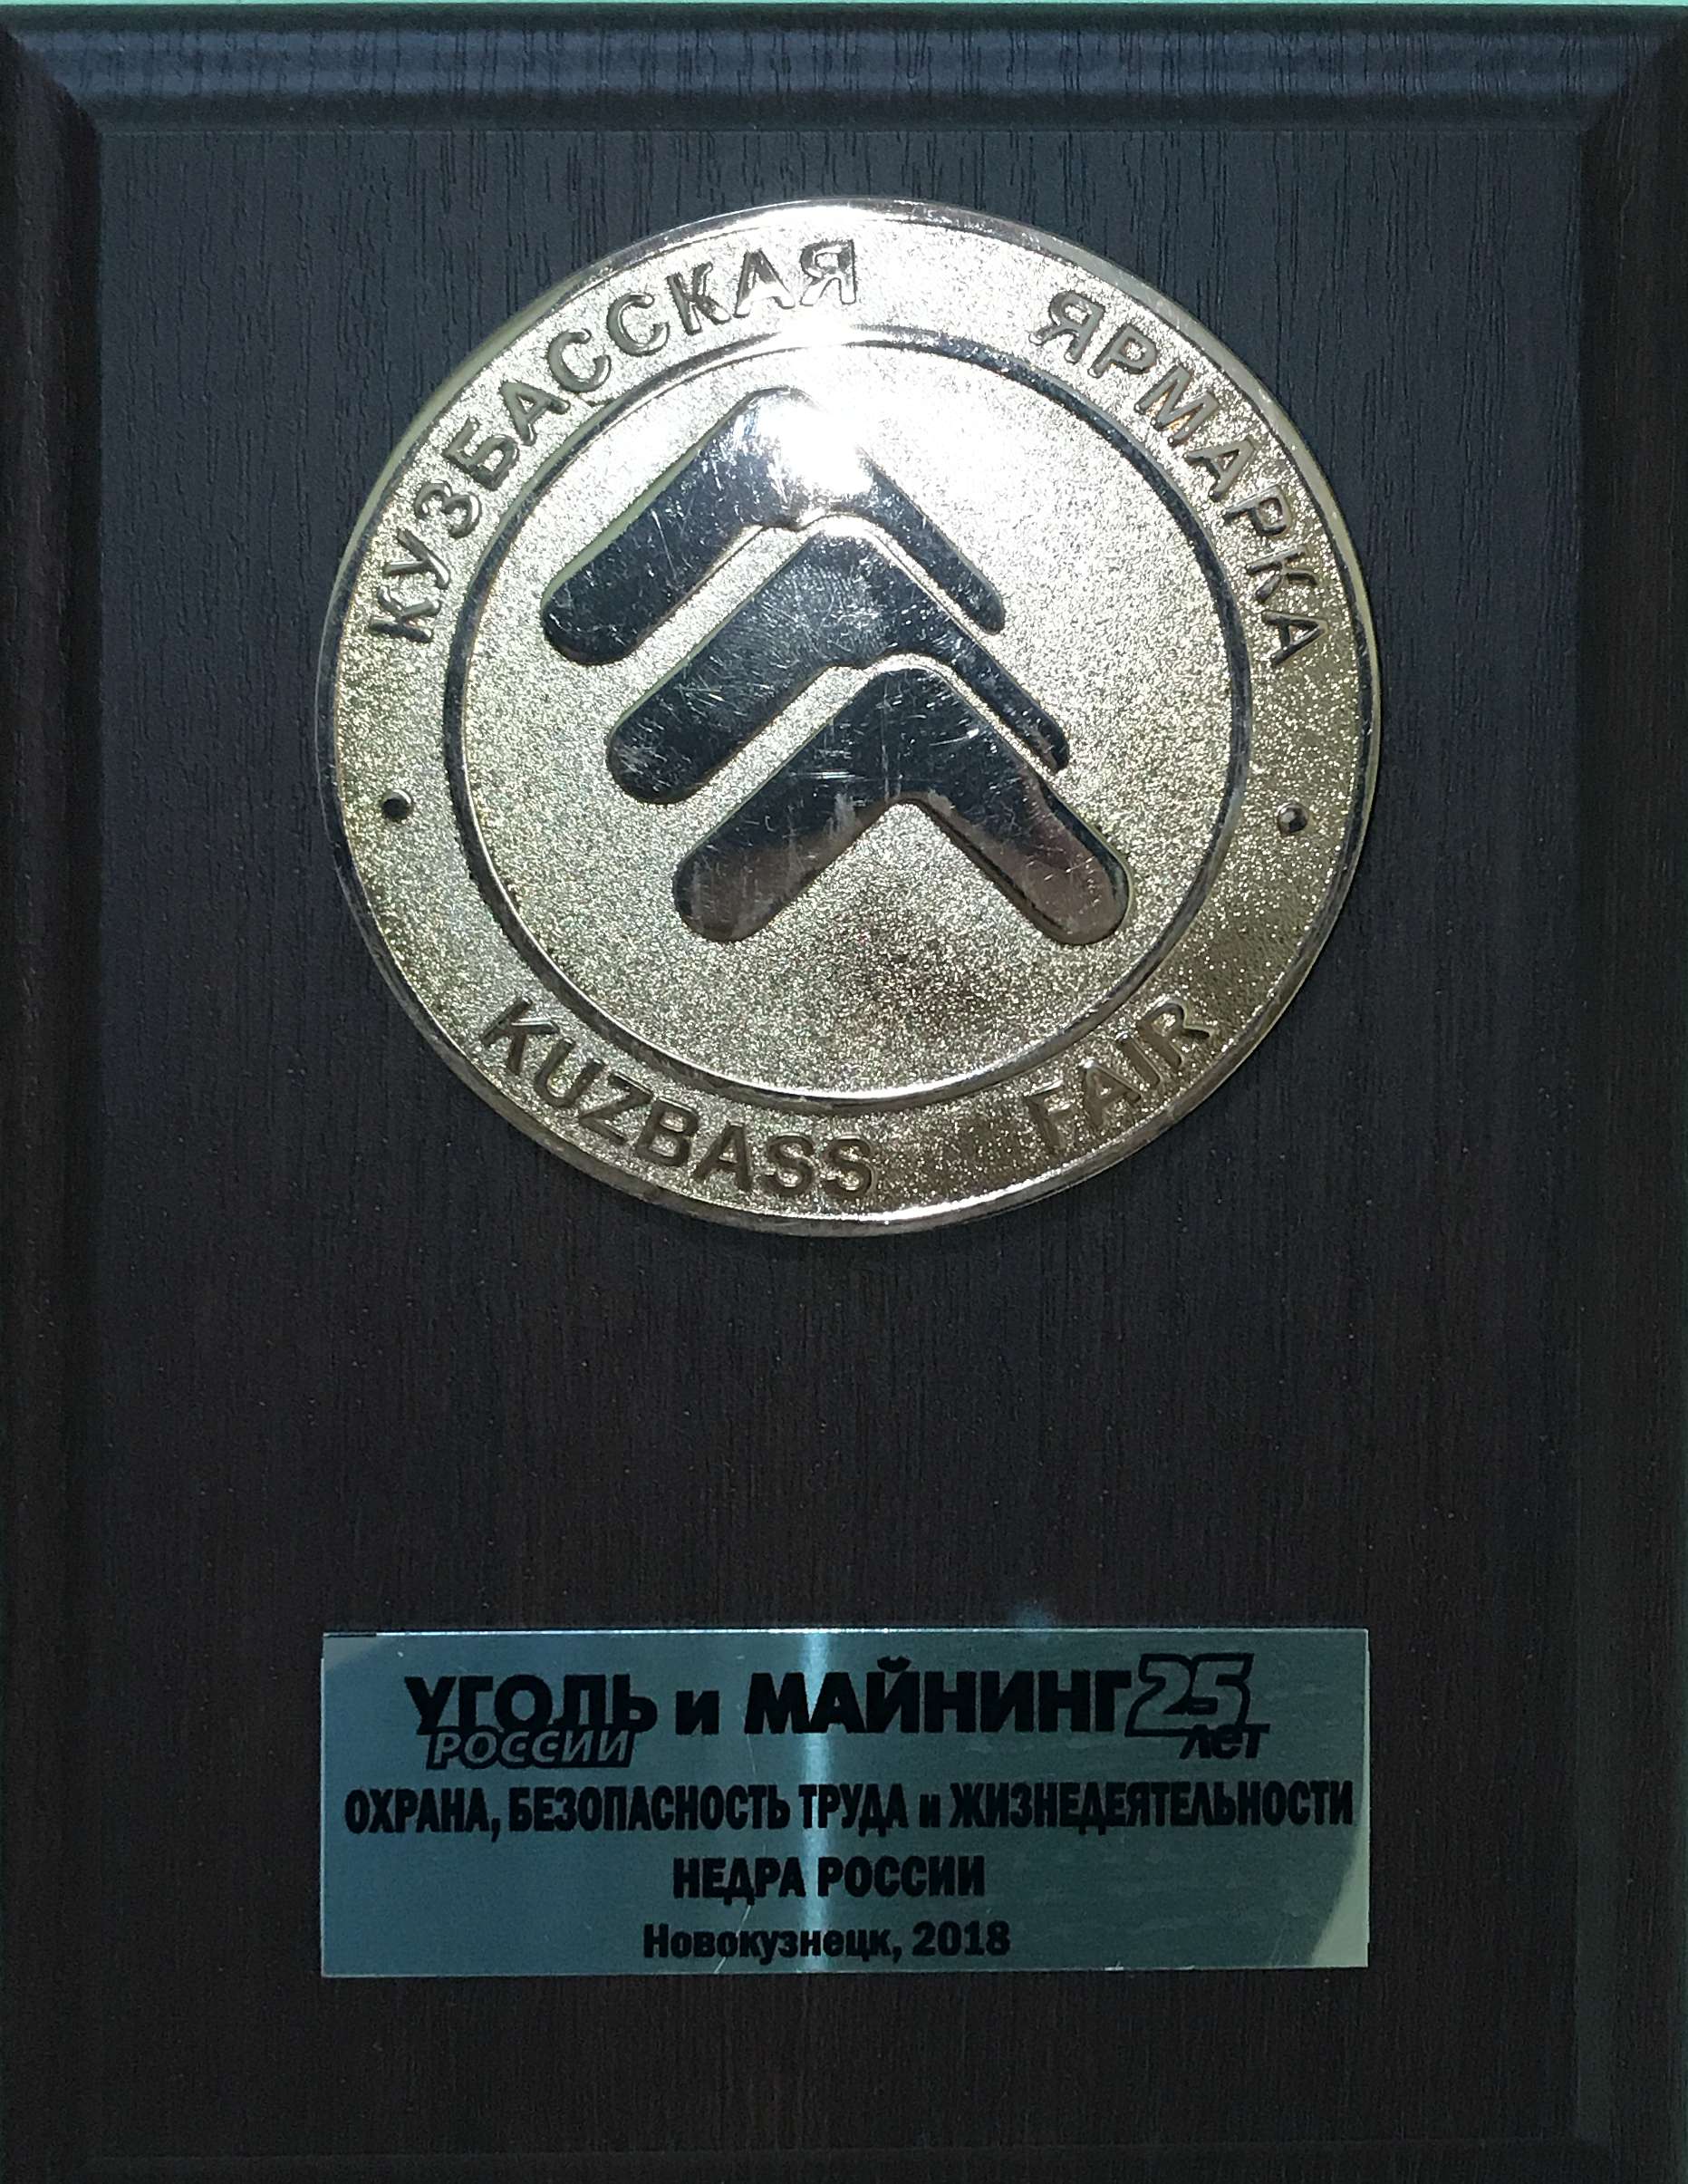 КУЗБАССКАЯ ЯРМАРКА
KUZBASS FAIR
УГОЛЬ и МАЙНИНГ 25
РОССИИ лет
ОХРАНА, БЕЗОПАСНОСТЬ ТРУДА и ЖИЗНЕДЕЯТЕЛЬНОСТИ
НЕДРА РОССИИ
Новокузнецк, 2018